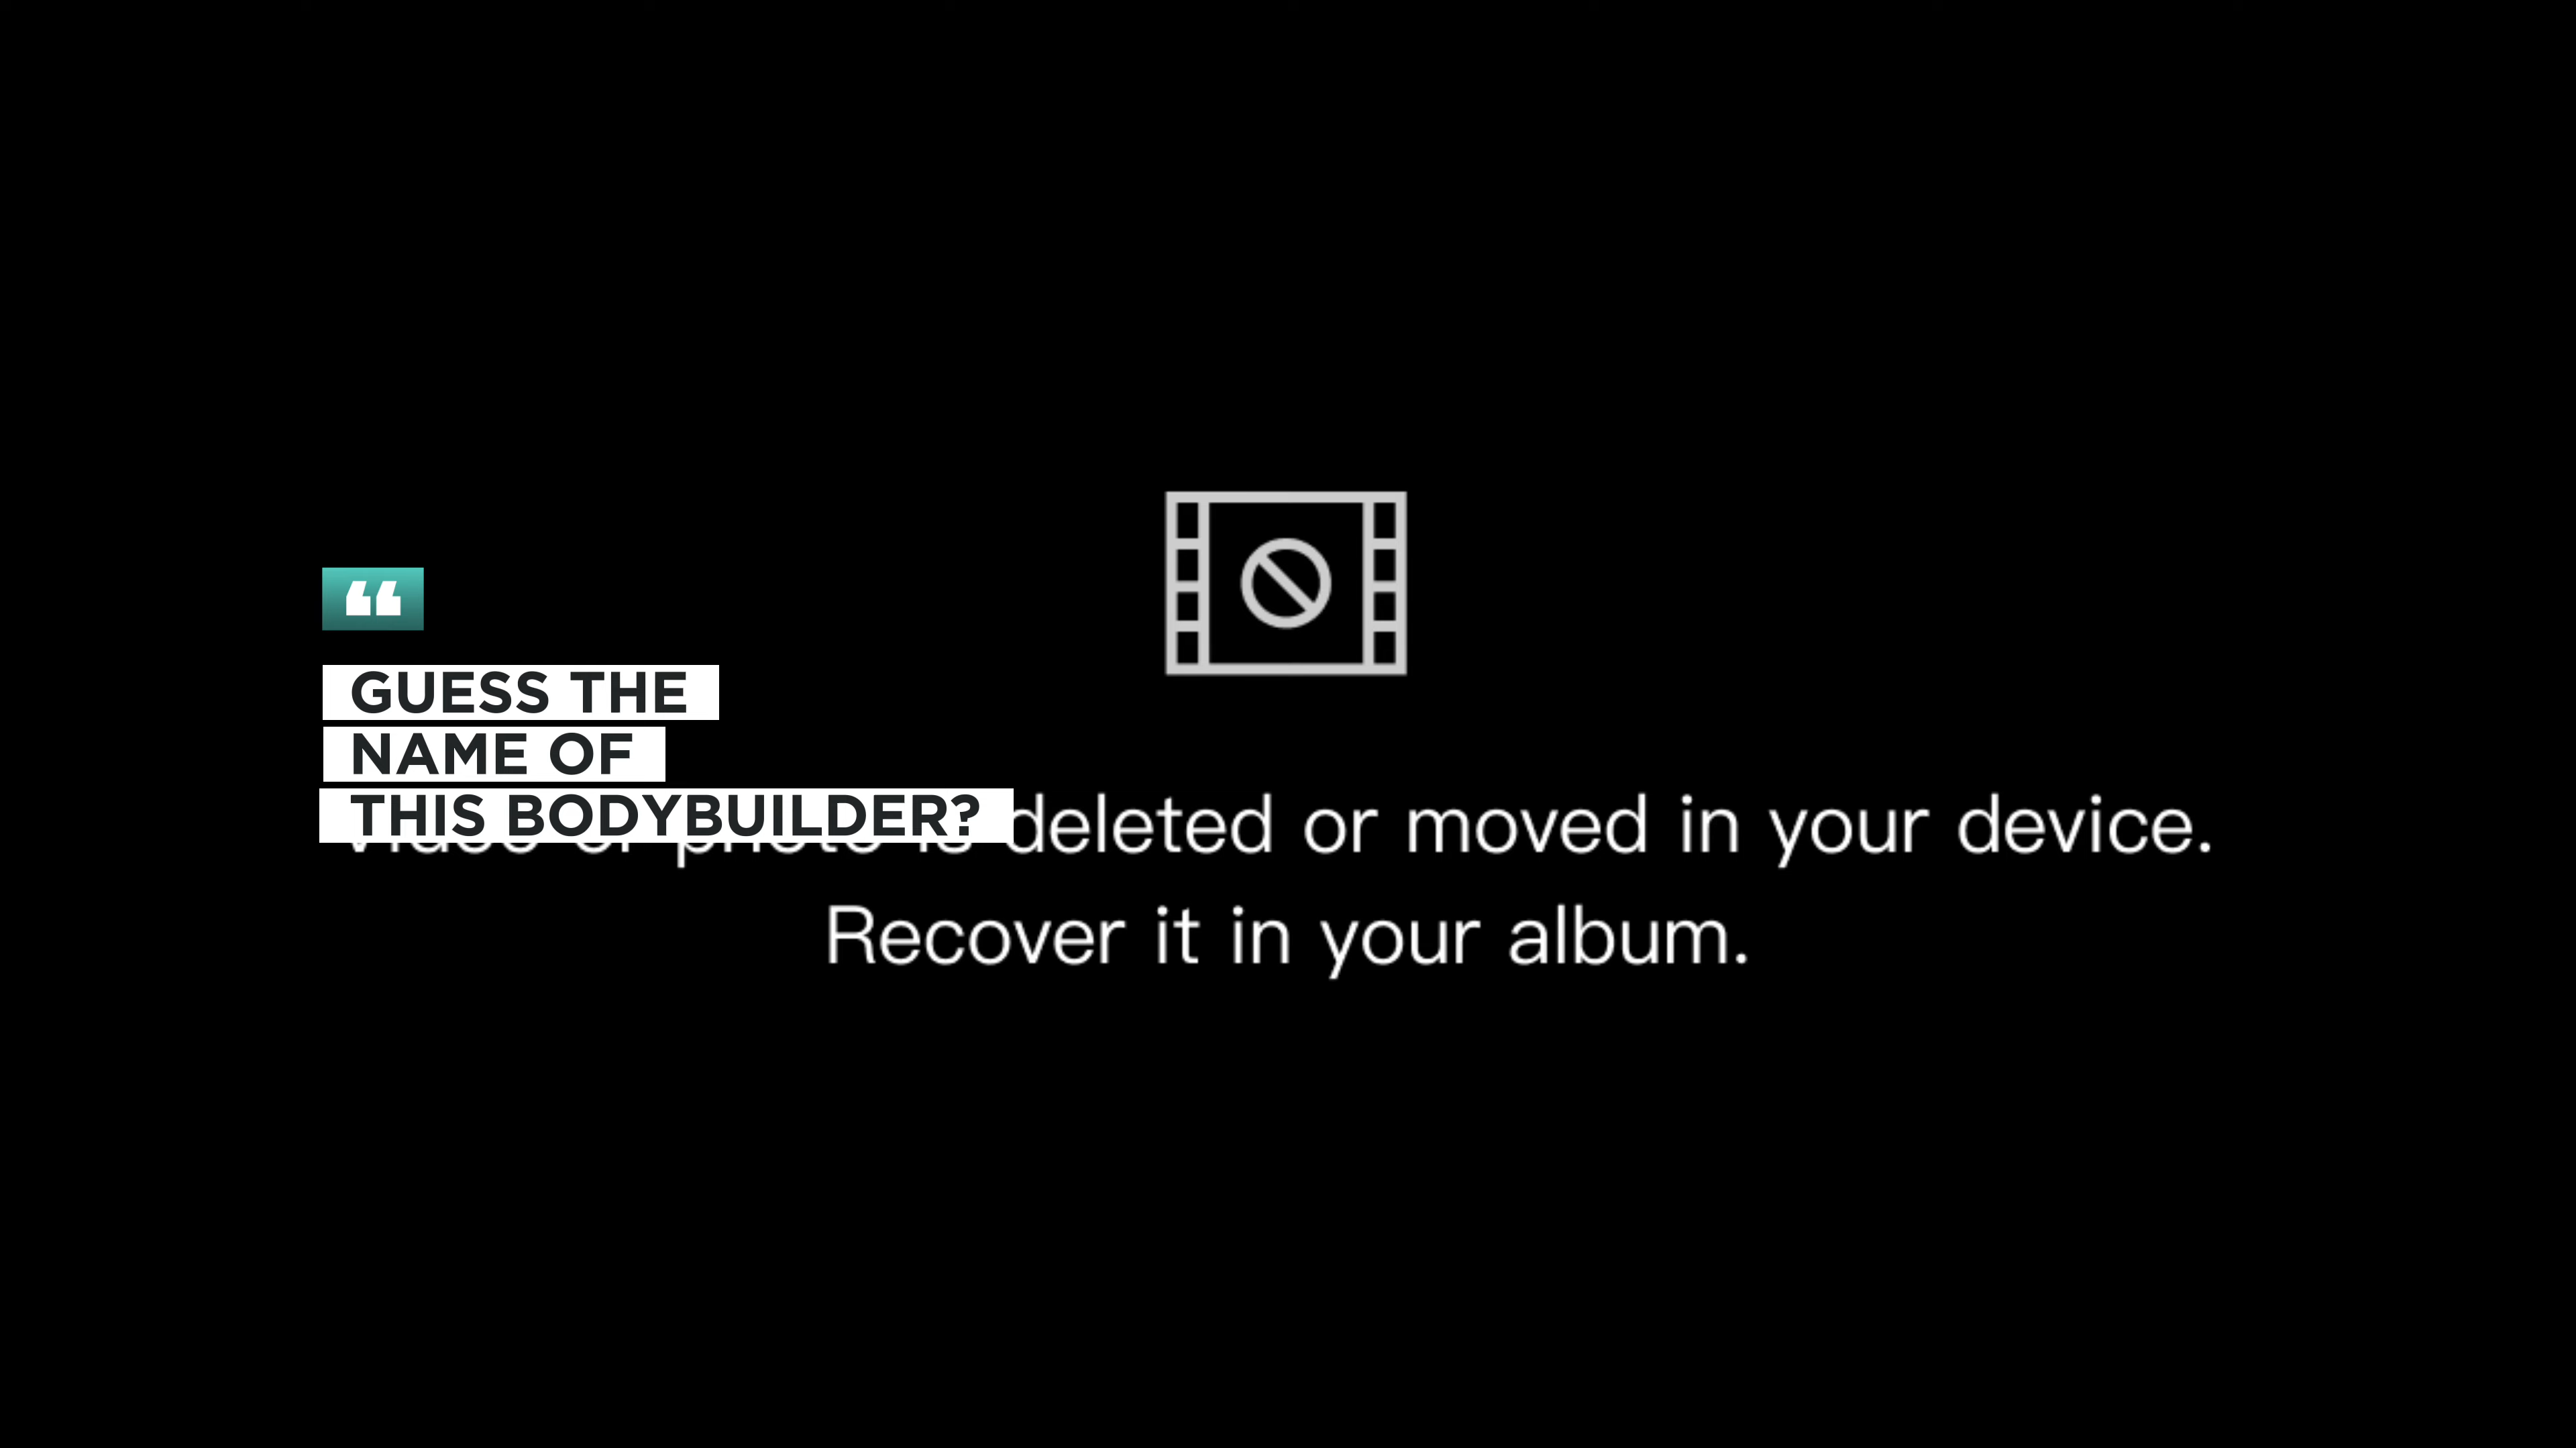 “
GUESS THE
NAME OF
THIS BODYBUILDER?
deleted or moved in your device.
Recover it in your album.